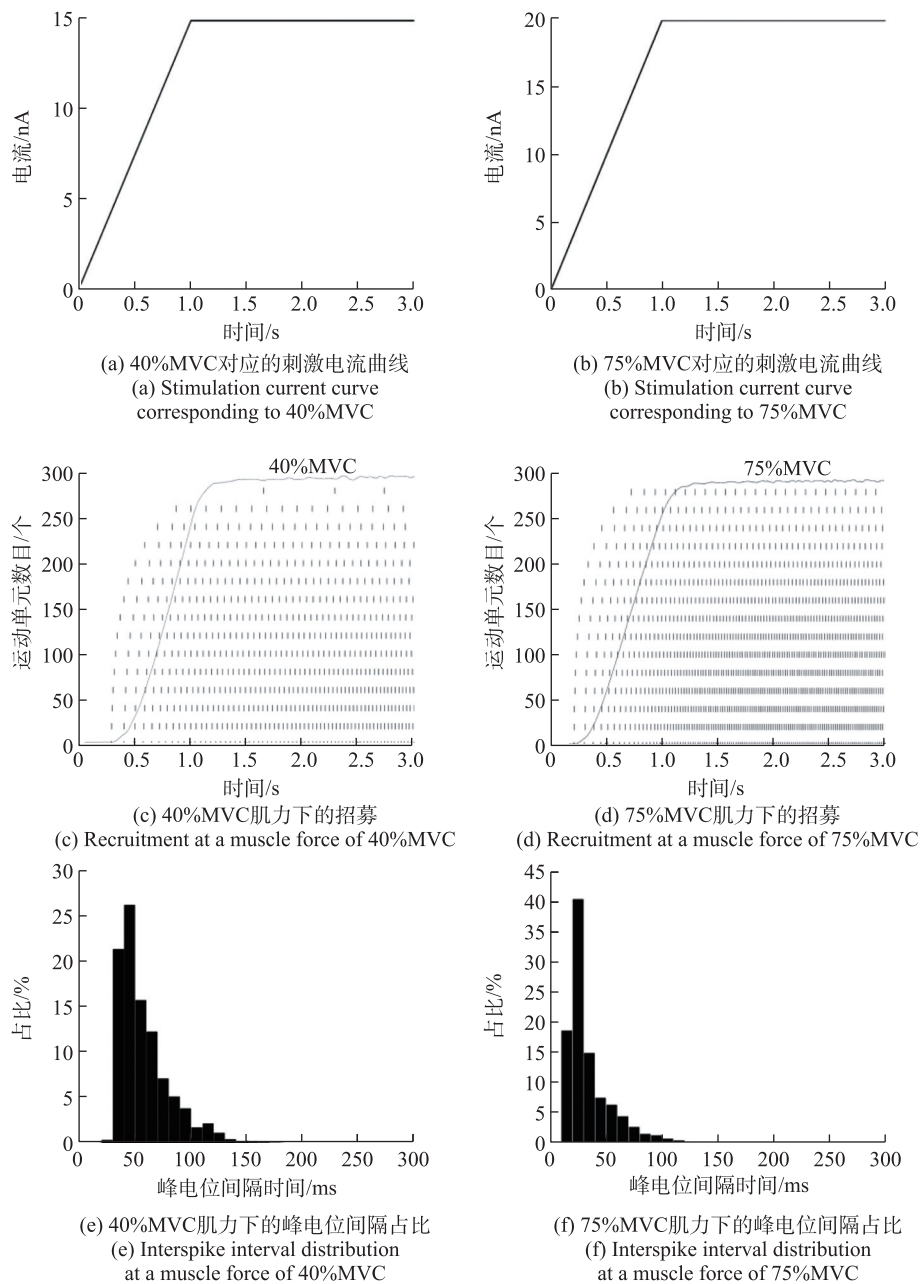 15
10
5
0
电流/nA
0 0.5 1.0 1.5 2.0 2.5 3.0
时间/s
(a) 40%MVC对应的刺激电流曲线
(a) Stimulation current curve
corresponding to 40%MVC
20
15
10
5
0
电流/nA
0 0.5 1.0 1.5 2.0 2.5 3.0
时间/s
(b) 75%MVC对应的刺激电流曲线
(b) Stimulation current curve
corresponding to 75%MVC
40%MVC
300
250
200
150
100
50
0
运动单元数目/个
0 0.5 1.0 1.5 2.0 2.5 3.0
时间/s
(c) 40%MVC肌力下的招募
(c) Recruitment at a muscle force of 40%MVC
75%MVC
300
250
200
150
100
50
0
运动单元数目/个
0 0.5 1.0 1.5 2.0 2.5 3.0
时间/s
(d) 75%MVC肌力下的招募
(d) Recruitment at a muscle force of 75%MVC
30
25
20
15
10
5
0
占比/%
0 50 100 150 200 250 300
峰电位间隔时间/ms
(e) 40%MVC肌力下的峰电位间隔占比
(e) Interspike interval distribution
at a muscle force of 40%MVC
45
40
35
30
25
20
15
10
5
0
占比/%
0 50 100 150 200 250 300
峰电位间隔时间/ms
(f) 75%MVC肌力下的峰电位间隔占比
(f) Interspike interval distribution
at a muscle force of 75%MVC